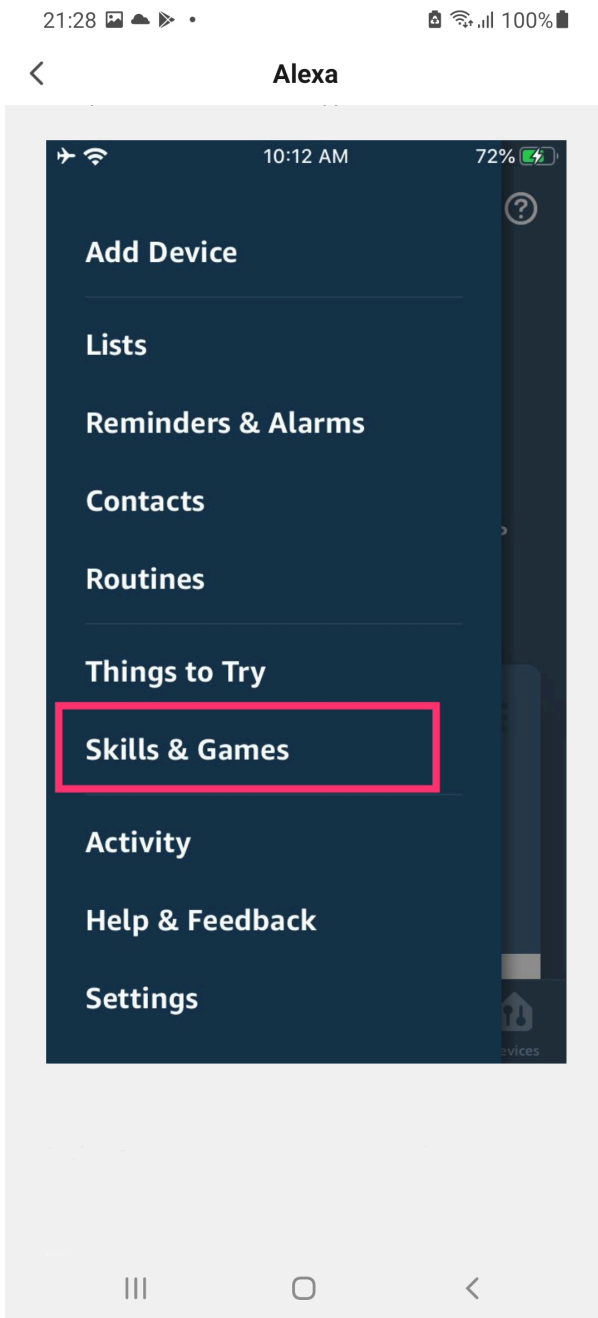 21:28 100%
Alexa
10:12 AM 72%
Add Device
Lists
Reminders & Alarms
Contacts
Routines
Things to Try
Skills & Games
Activity
Help & Feedback
Settings
evices